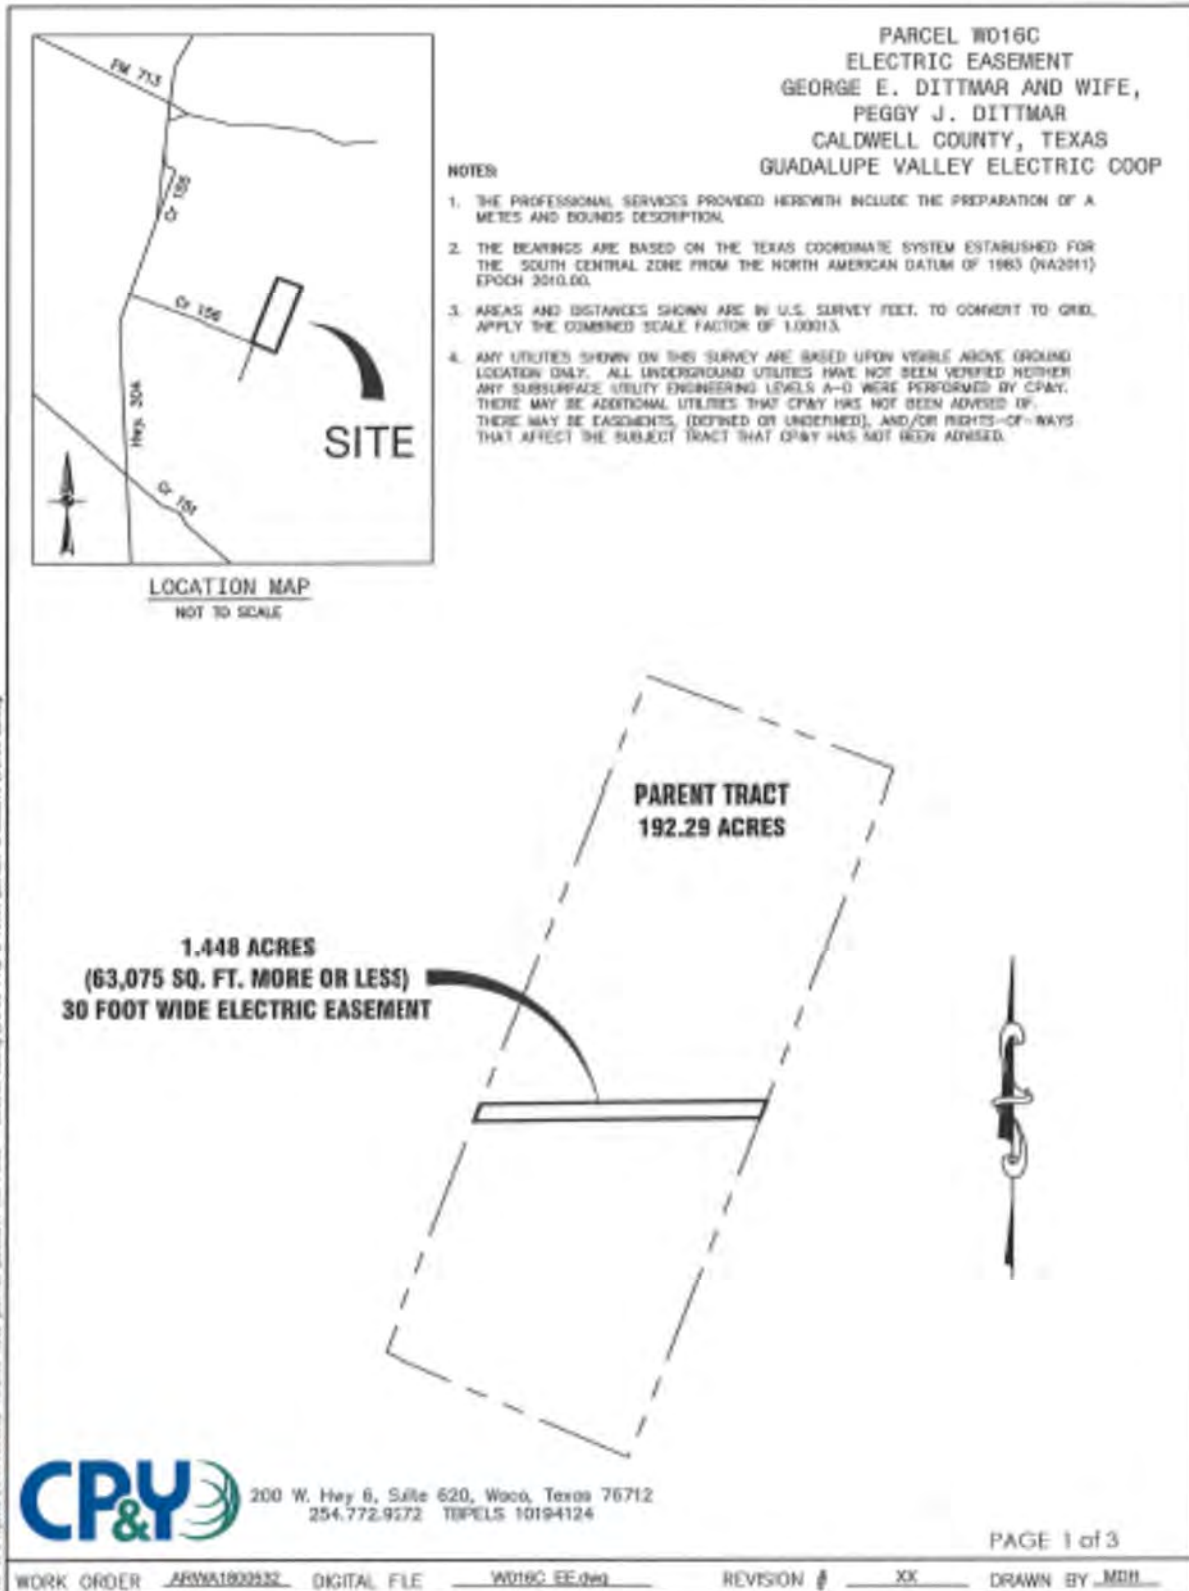 PARCEL W016C
ELECTRIC EASEMENT
GEORGE E. DITTMAR AND WIFE,
PEGGY J. DITTMAR
CALDWELL COUNTY, TEXAS
GUADALUPE VALLEY ELECTRIC COOP
FM 713
Cr 155
Cr 156
Hwy. 304
Cr 151
SITE
LOCATION MAP
NOT TO SCALE
NOTES:
1. THE PROFESSIONAL SERVICES PROVIDED HEREWITH INCLUDE THE PREPARATION OF A
METES AND BOUNDS DESCRIPTION.
2. THE BEARINGS ARE BASED ON THE TEXAS COORDINATE SYSTEM ESTABLISHED FOR
THE SOUTH CENTRAL ZONE FROM THE NORTH AMERICAN DATUM OF 1983 (NA2011)
EPOCH 2010.00.
3. AREAS AND DISTANCES SHOWN ARE IN U.S. SURVEY FEET. TO CONVERT TO GRID,
APPLY THE COMBINED SCALE FACTOR OF 1.00013.
4. ANY UTILITIES SHOWN ON THIS SURVEY ARE BASED UPON VISIBLE ABOVE GROUND
LOCATION ONLY. ALL UNDERGROUND UTILITIES HAVE NOT BEEN VERIFIED NEITHER
ANY SUBSURFACE UTILITY ENGINEERING LEVELS A-D WERE PERFORMED BY CP&Y.
THERE MAY BE ADDITIONAL UTILITIES THAT CP&Y HAS NOT BEEN ADVISED OF.
THERE MAY BE EASEMENTS, (DEFINED OR UNDEFINED), AND/OR RIGHTS-OF-WAYS
THAT AFFECT THE SUBJECT TRACT THAT CP&Y HAS NOT BEEN ADVISED.
PARENT TRACT
192.29 ACRES
1.448 ACRES
(63,075 SQ. FT. MORE OR LESS)
30 FOOT WIDE ELECTRIC EASEMENT
CP&Y
200 W. Hwy 6, Suite 620, Waco, Texas 76712
254.772.9272 TBPELS 10194124
PAGE 1 of 3
WORK ORDER ARWA1800532 DIGITAL FILE W016C EE.dwg REVISION # XX DRAWN BY MDH